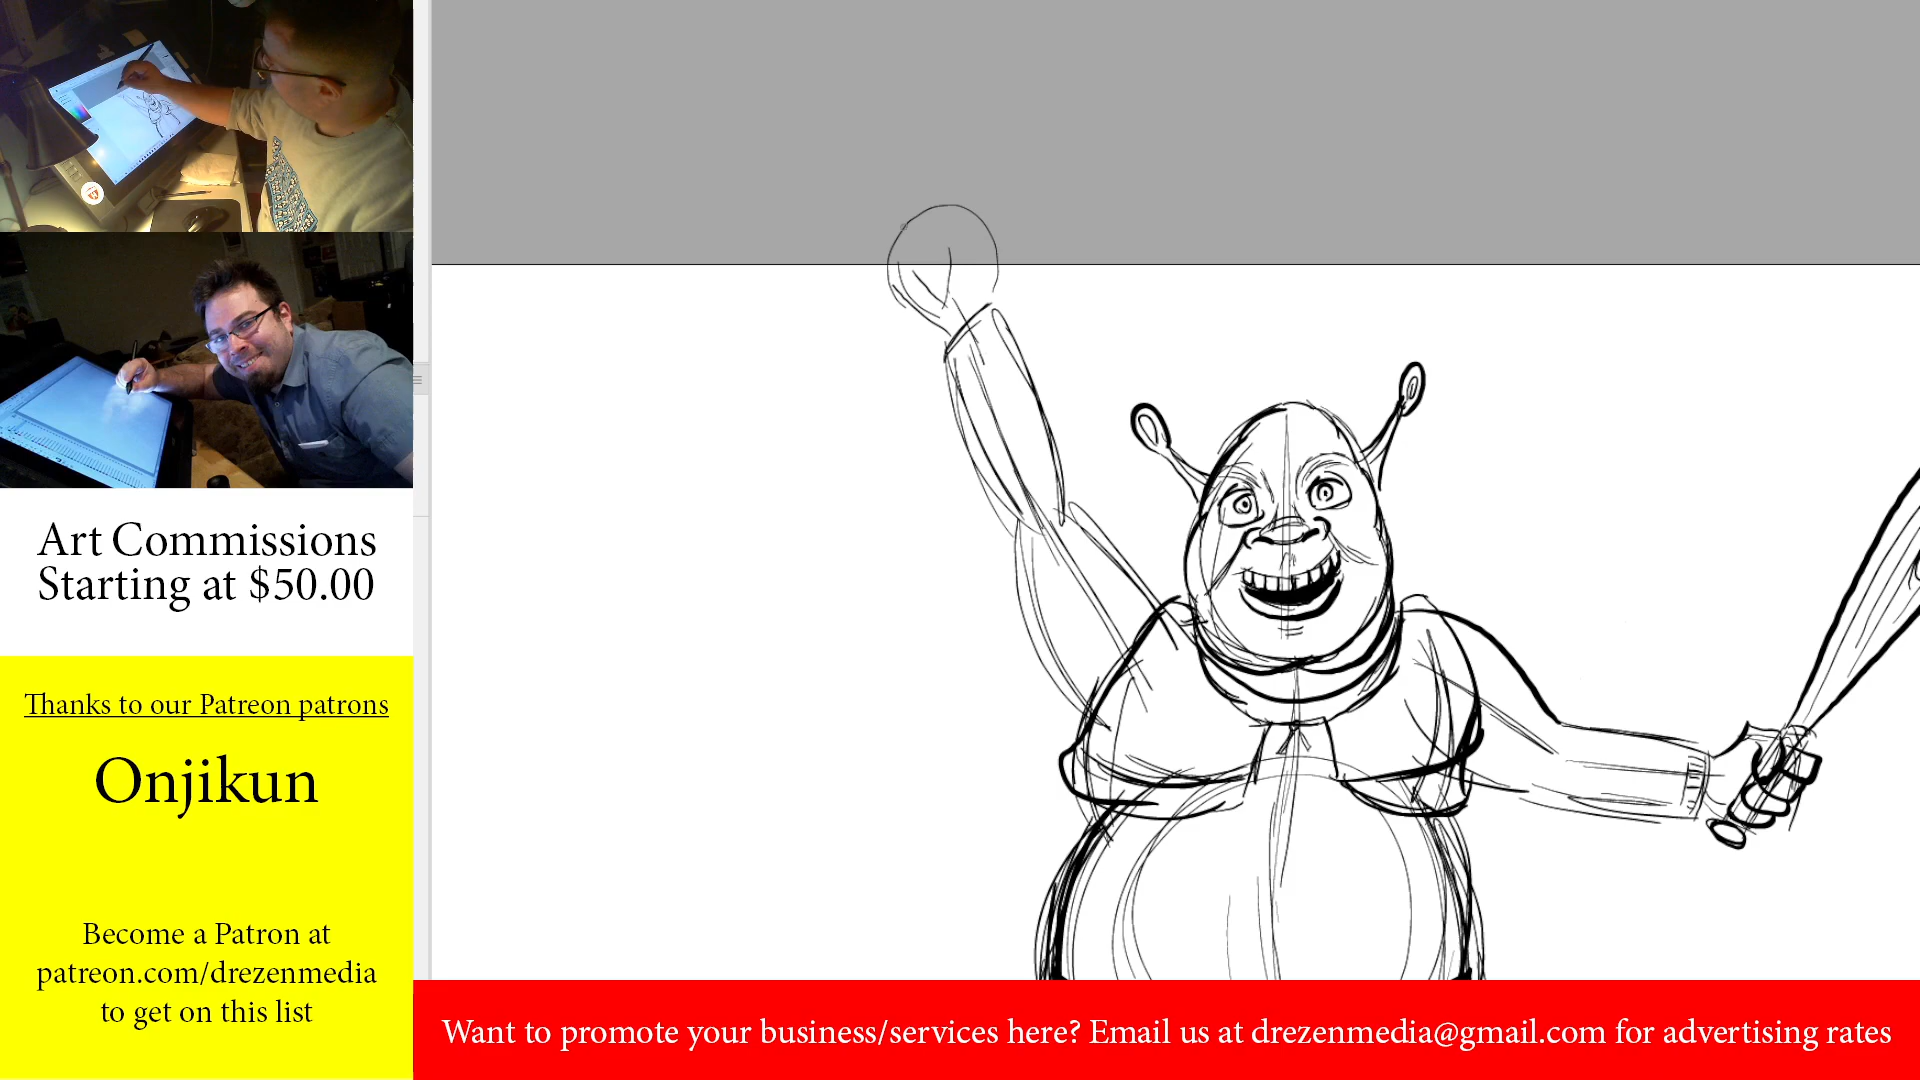 Art Commissions
Starting at $50.00
Thanks to our Patreon patrons
Onjikun
Become a Patron at
patreon.com/drezenmedia
to get on this list
Want to promote your business/services here? Email us at drezenmedia@gmail.com for advertising rates